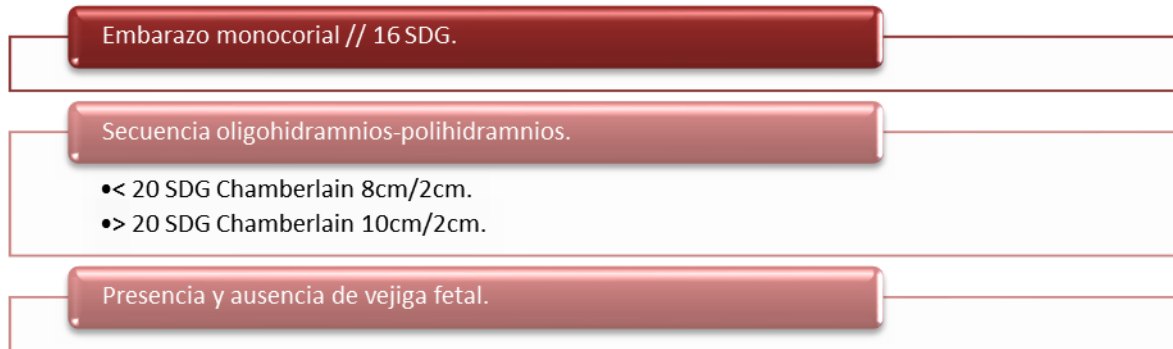 Embarazo monocorial // 16 SDG.
Secuencia oligohidramnios-polihidramnios.
•< 20 SDG Chamberlain 8cm/2cm.
•> 20 SDG Chamberlain 10cm/2cm.
Presencia y ausencia de vejiga fetal.